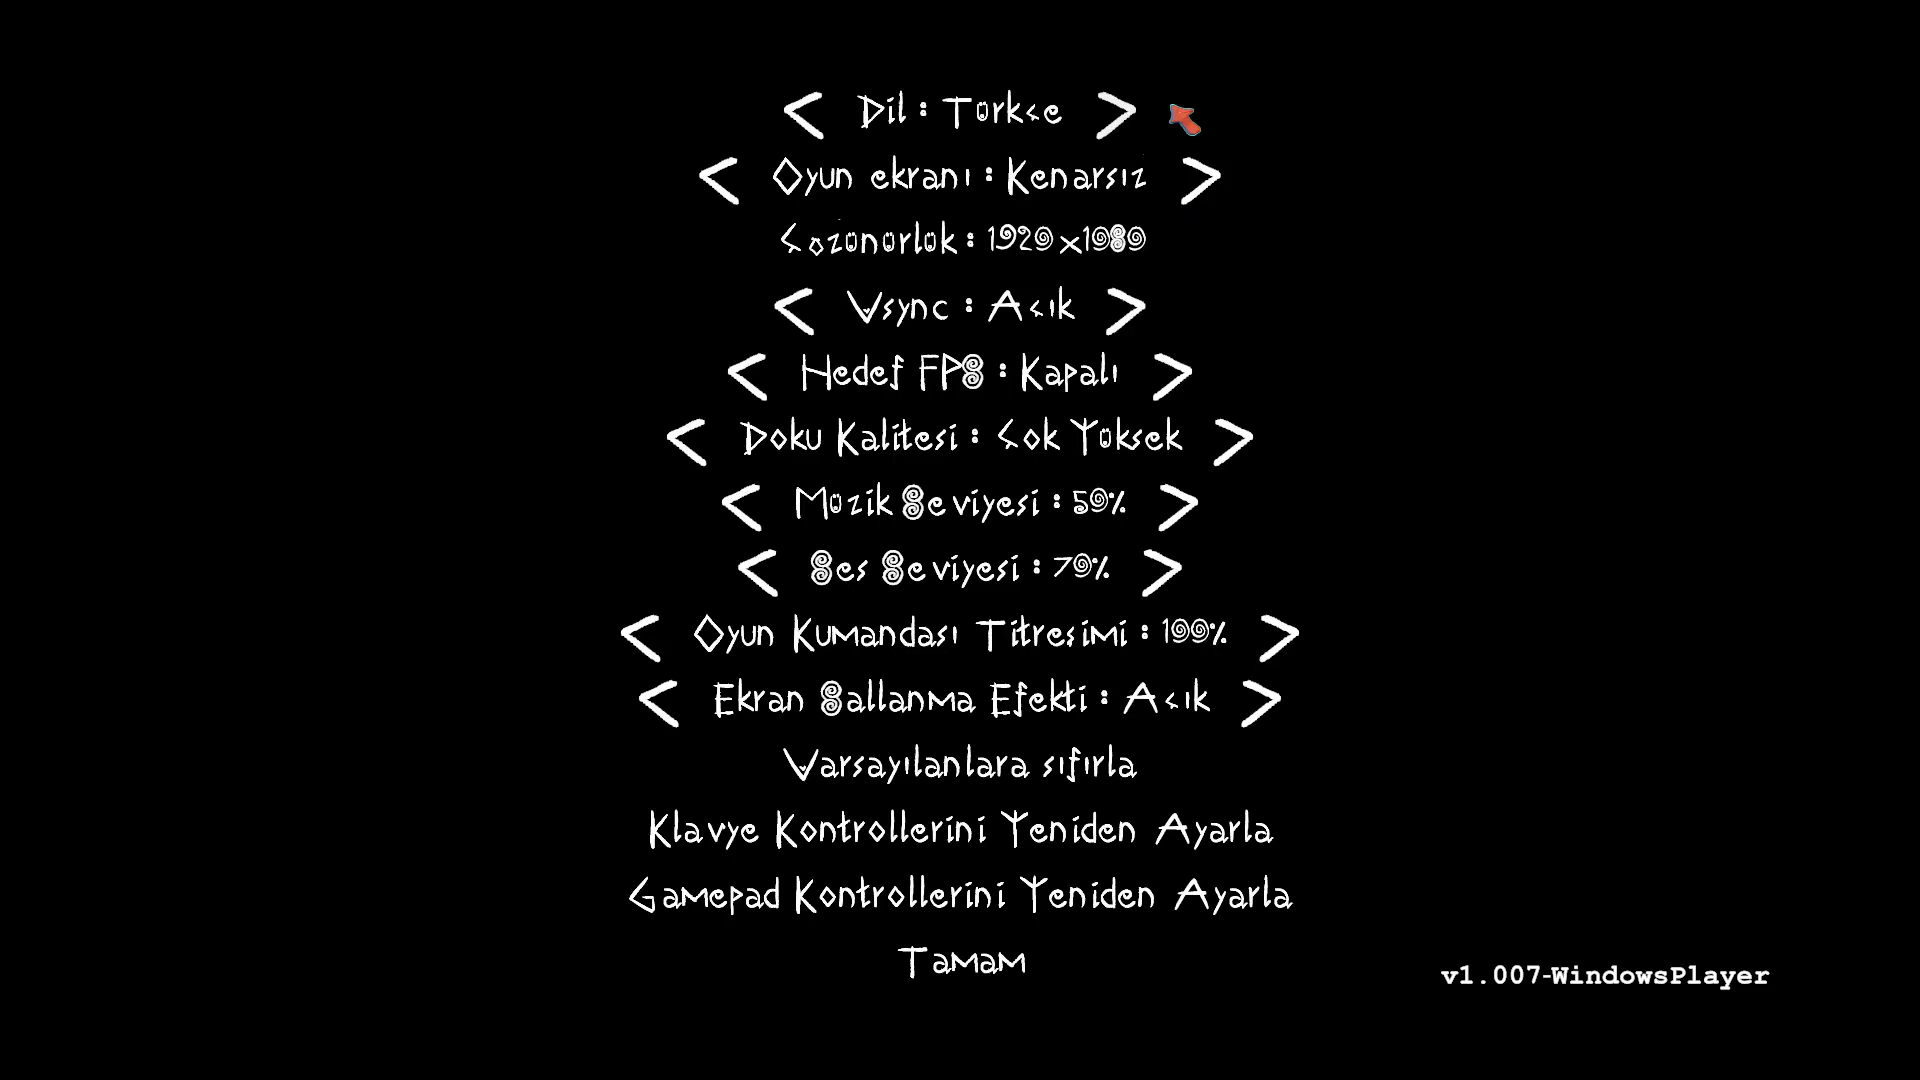 < Dil : Türkçe >
< Oyun ekranı : Kenarsız >
Çözünürlük : 1920x1080
< Vsync : Açık >
< Hedef FPS : Kapalı >
< Doku Kalitesi : Çok Yüksek >
< Müzik Seviyesi : 50% >
< Ses Seviyesi : 70% >
< Oyun Kumandası Titreşimi : 100% >
< Ekran Sallanma Efekti : Açık >
Varsayılanlara sıfırla
Klavye Kontrollerini Yeniden Ayarla
Gamepad Kontrollerini Yeniden Ayarla
Tamam
v1.007-WindowsPlayer